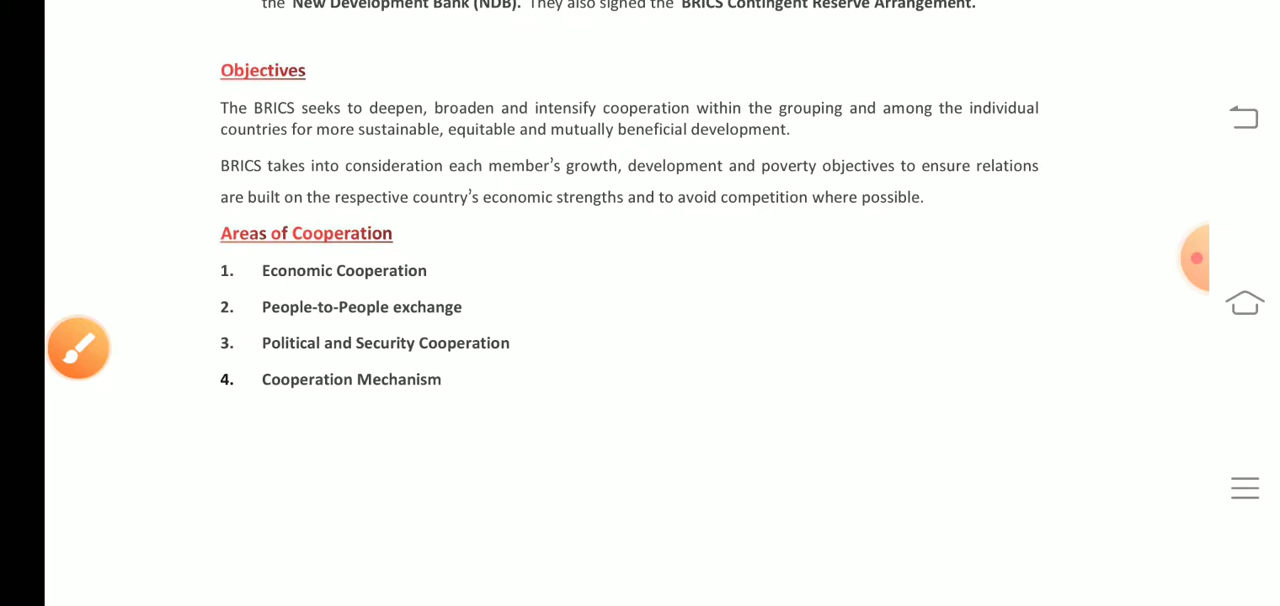 the New Development Bank (NDB). They also signed the BRICS Contingent Reserve Arrangement.
Objectives
The BRICS seeks to deepen, broaden and intensify cooperation within the grouping and among the individual
countries for more sustainable, equitable and mutually beneficial development.
BRICS takes into consideration each member's growth, development and poverty objectives to ensure relations
are built on the respective country's economic strengths and to avoid competition where possible.
Areas of Cooperation
1. Economic Cooperation
2. People-to-People exchange
3. Political and Security Cooperation
4. Cooperation Mechanism